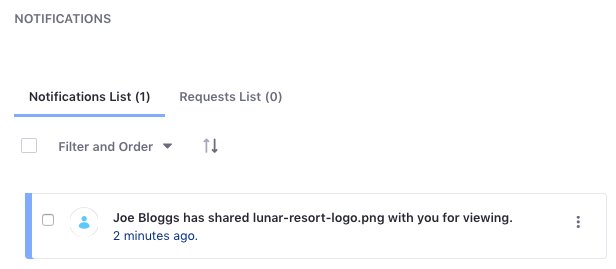 NOTIFICATIONS
Notifications List (1) Requests List (0)
Filter and Order
Joe Bloggs has shared lunar-resort-logo.png with you for viewing.
2 minutes ago.